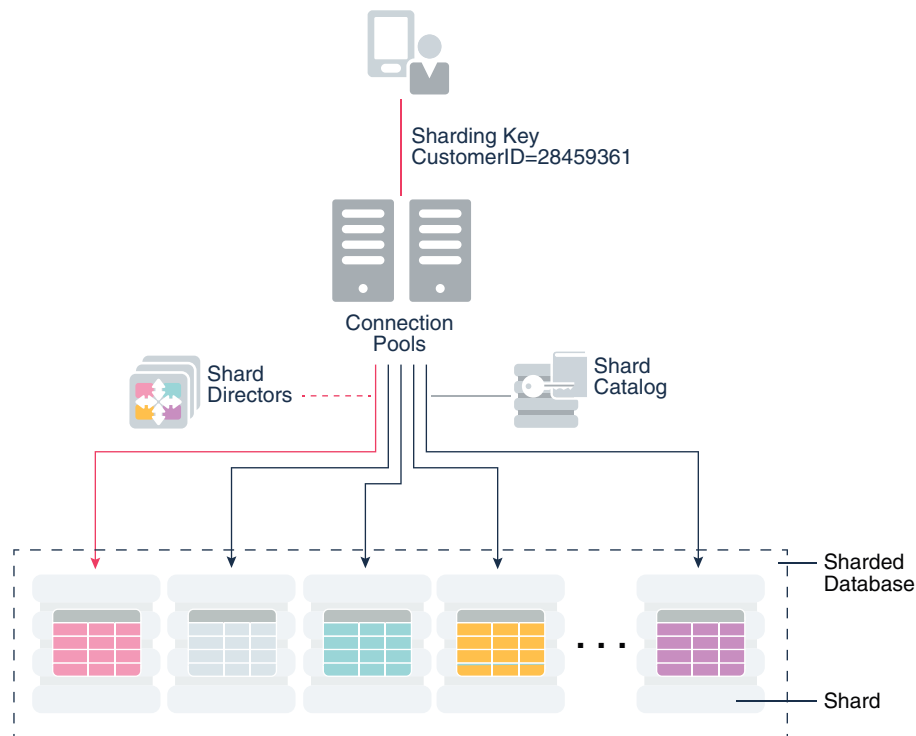 Sharding Key
CustomerID=28459361
Connection
Pools
Shard
Directors
Shard
Catalog
Sharded
Database
. . .
Shard